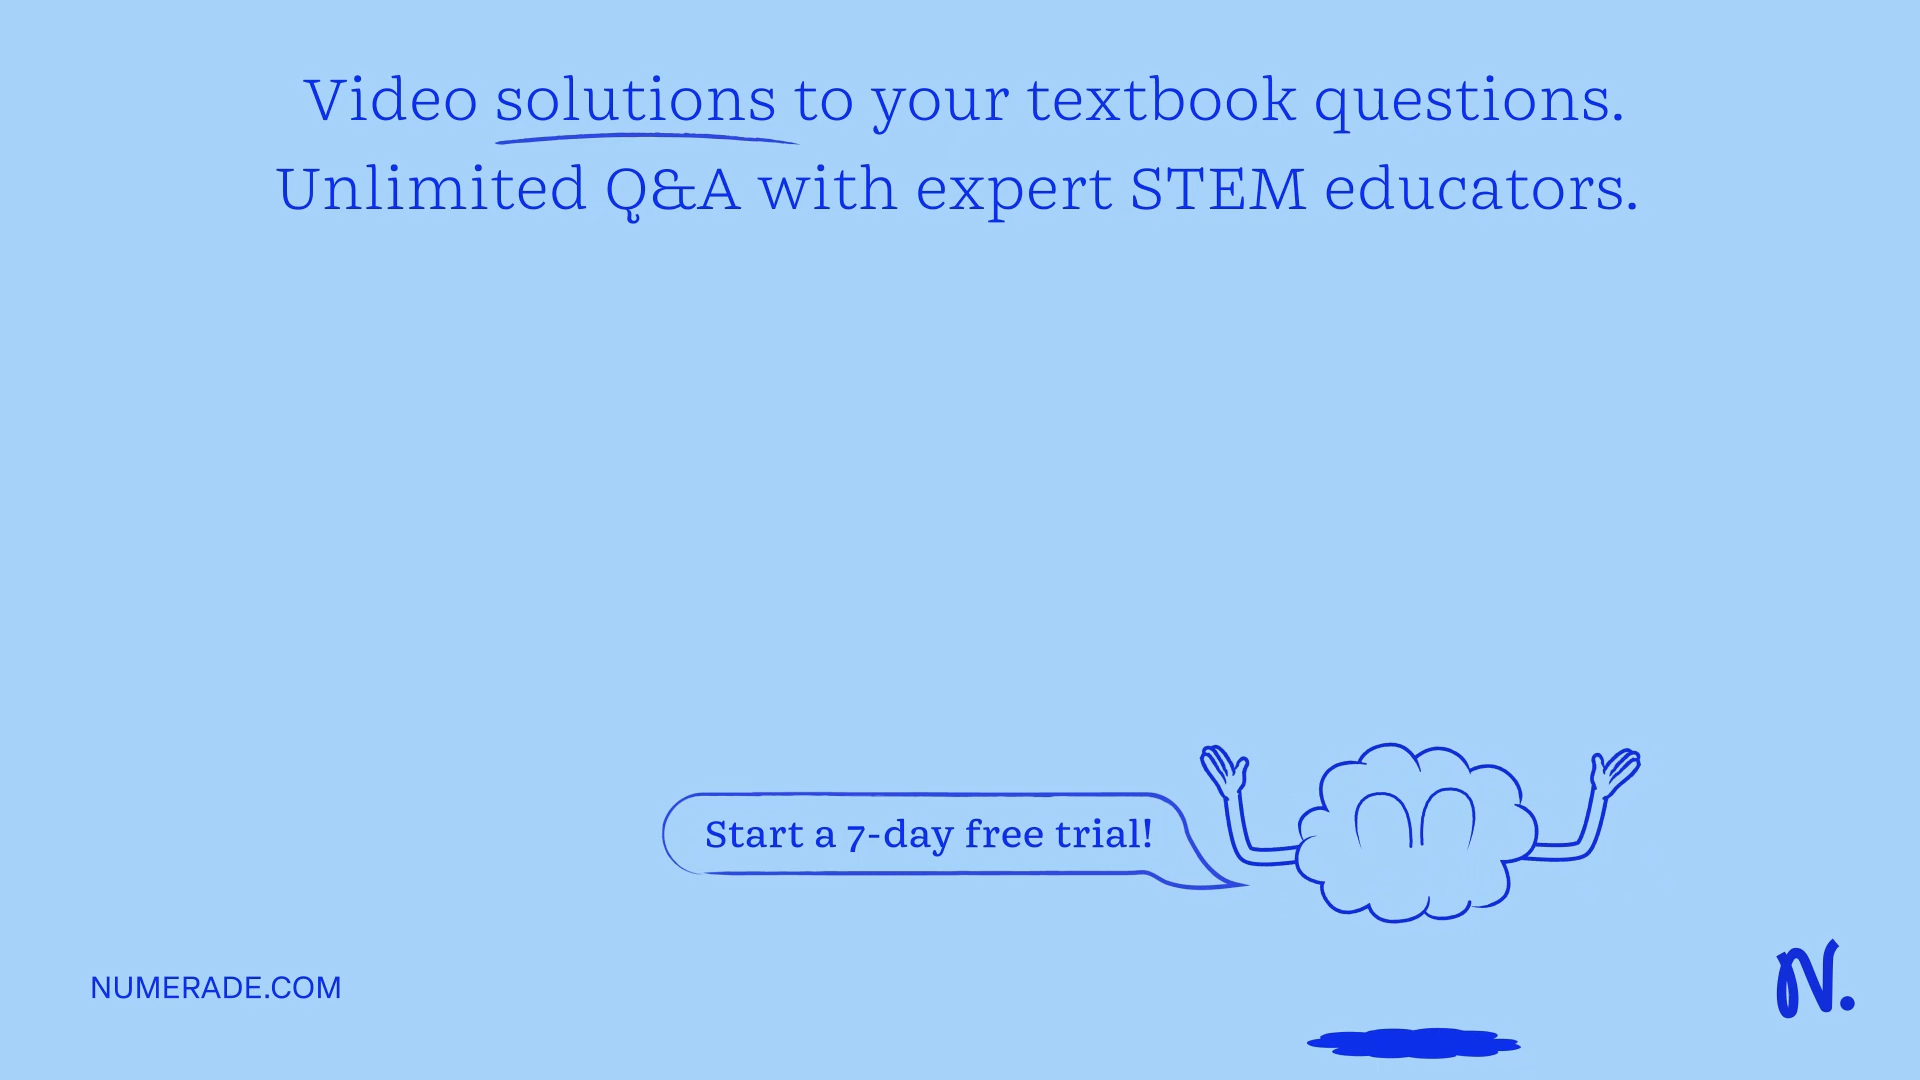 Video solutions to your textbook questions.
Unlimited Q&A with expert STEM educators.
Start a 7-day free trial!
NUMERADE.COM
N.